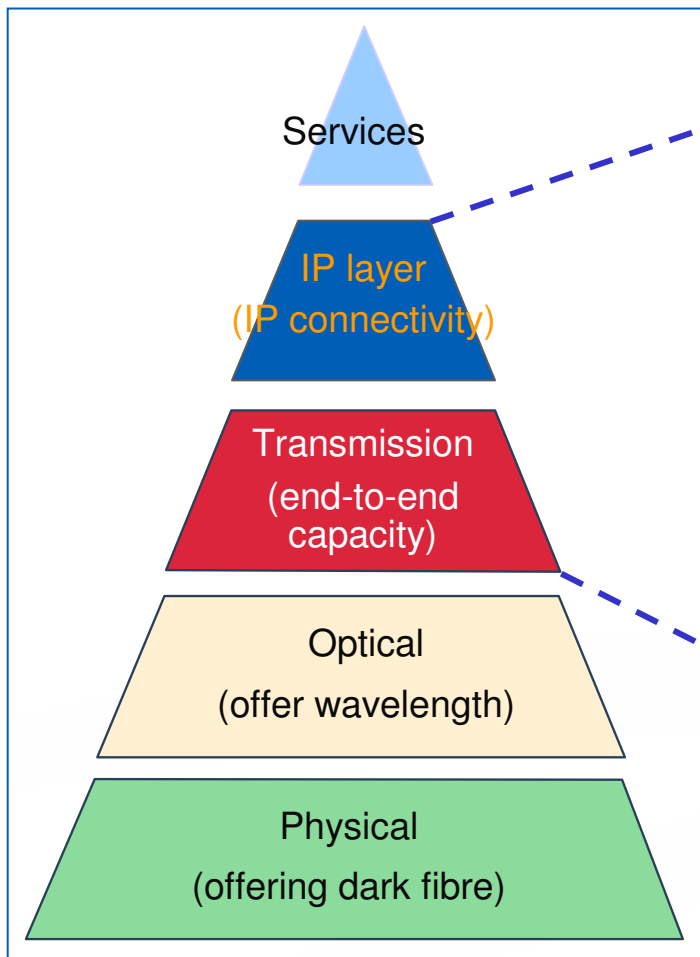 Services
IP layer
(IP connectivity)
Transmission
(end-to-end
capacity)
Optical
(offer wavelength)
Physical
(offering dark fibre)